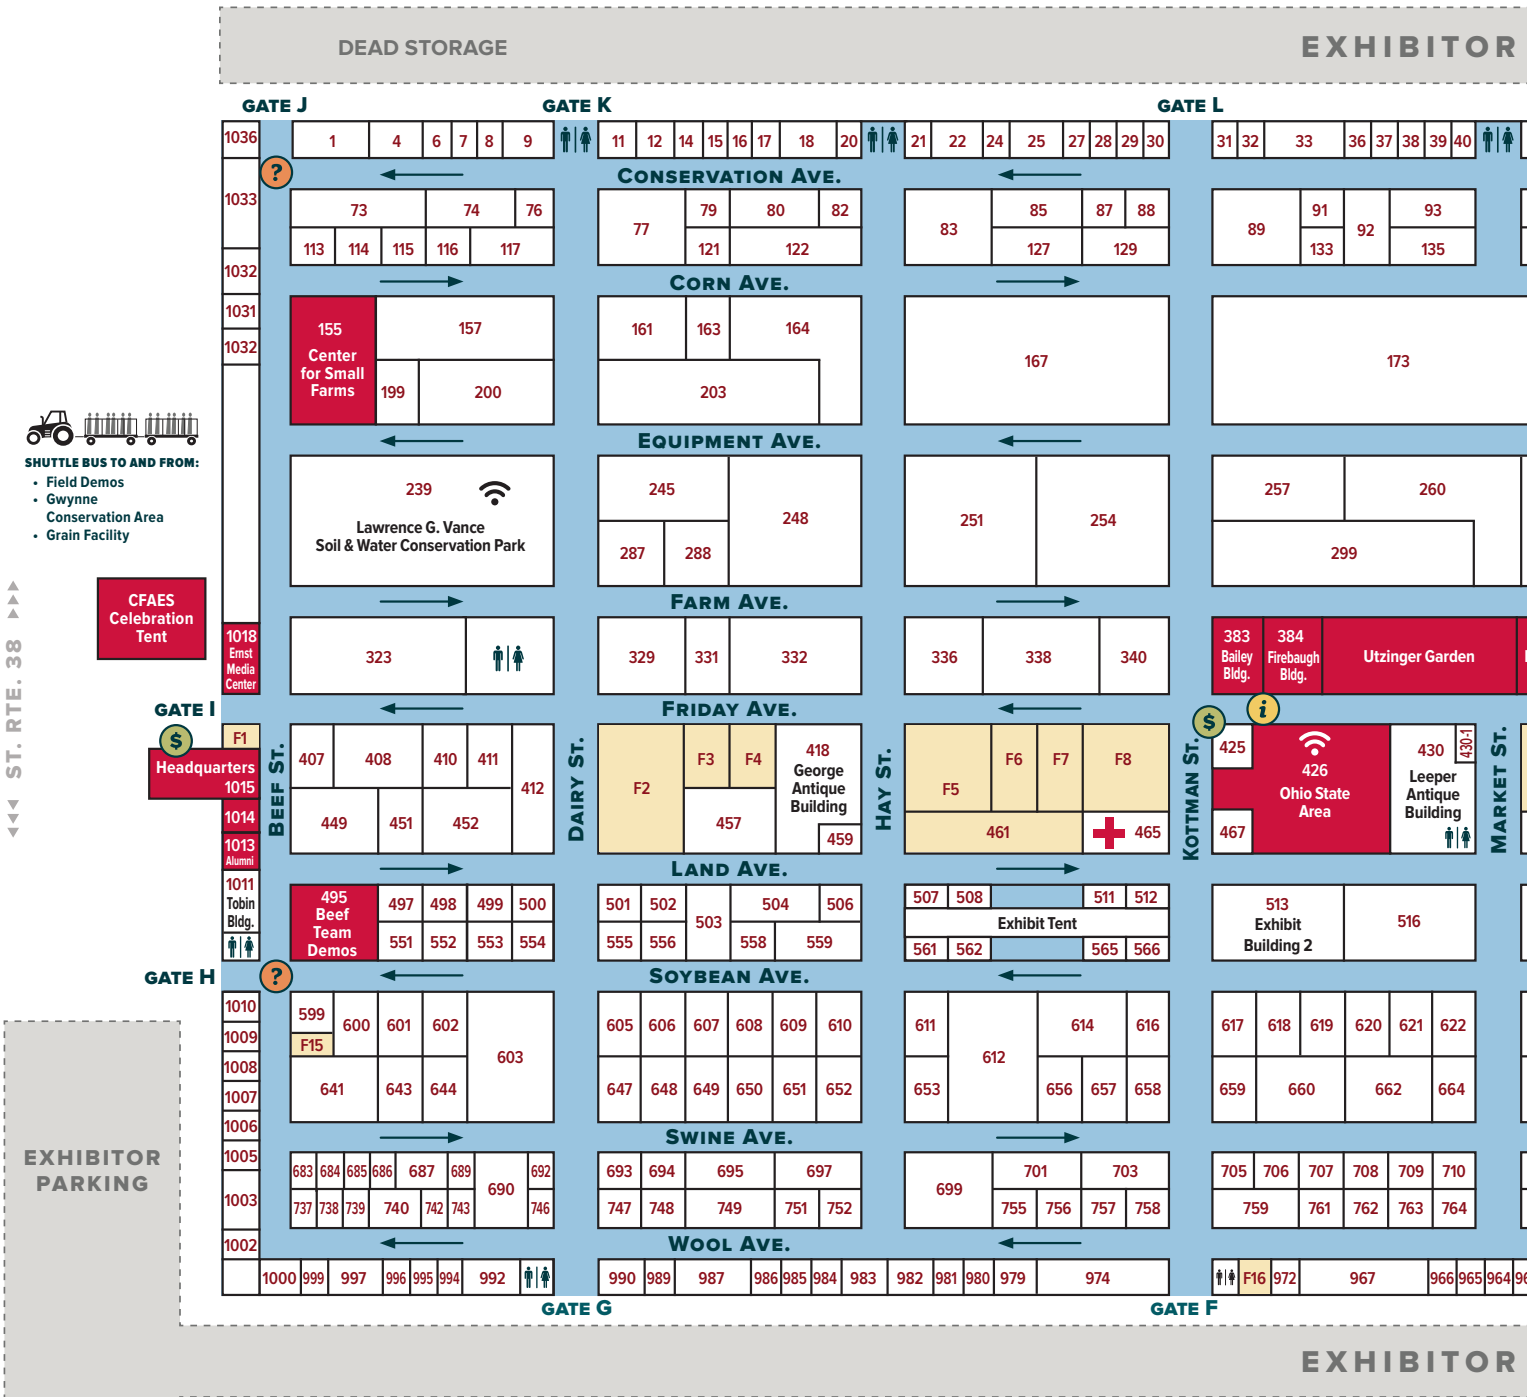 DEAD STORAGE
EXHIBITOR
GATE J
GATE K
GATE L
1036
1 4 6 7 8 9
11 12 14 15 16 17 18 20
21 22 24 25 27 28 29 30
31 32 33 36 37 38 39 40
?
CONSERVATION AVE.
1033
73 74 76
77 79 80 82
83 85 87 88
89 91 92 93
113 114 115 116 117
121 122
127 129
133 135
1032
CORN AVE.
1031
1032
155
Center
for Small
Farms
157
199 200
161 163 164
203
167
173
EQUIPMENT AVE.
SHUTTLE BUS TO AND FROM:
• Field Demos
• Gwynne
Conservation Area
• Grain Facility
239
Lawrence G. Vance
Soil & Water Conservation Park
245
248
287 288
251 254
257 260
299
FARM AVE.
CFAES
Celebration
Tent
ST. RTE. 38
1018
Ernst
Media
Center
323
329 331 332
336 338 340
383
Bailey
Bldg.
384
Firebaugh
Bldg.
Utzinger Garden
GATE I
FRIDAY AVE.
i
$
$
F1
Headquarters
1015
1014
1013
Alumni
BEEF ST.
407 408 410 411
412
449 451 452
DAIRY ST.
F2
F3 F4
457
418
George
Antique
Building
459
HAY ST.
F5 F6 F7 F8
461
465
KOTTMAN ST.
425
467
426
Ohio State
Area
430
430-1
Leeper
Antique
Building
MARKET ST.
LAND AVE.
1011
Tobin
Bldg.
495
Beef
Team
Demos
497 498 499 500
551 552 553 554
501 502 503 504 506
555 556 558 559
507 508 511 512
Exhibit Tent
561 562 565 566
513
Exhibit
Building 2
516
GATE H
?
SOYBEAN AVE.
1010
1009
1008
1007
1006
599
F15
600 601 602
603
641 643 644
605 606 607 608 609 610
647 648 649 650 651 652
611 612 614 616
653 656 657 658
617 618 619 620 621 622
659 660 662 664
SWINE AVE.
EXHIBITOR
PARKING
1005
1003
1002
683 684 685 686 687 689
690
692
737 738 739 740 742 743 746
693 694 695 697
747 748 749 751 752
699
701 703
755 756 757 758
705 706 707 708 709 710
759 761 762 763 764
WOOL AVE.
1000 999 997 996 995 994 992
990 989 987 986 985 984 983 982 981 980 979 974
F16 972 967 966 965 964
GATE G
GATE F
EXHIBITOR